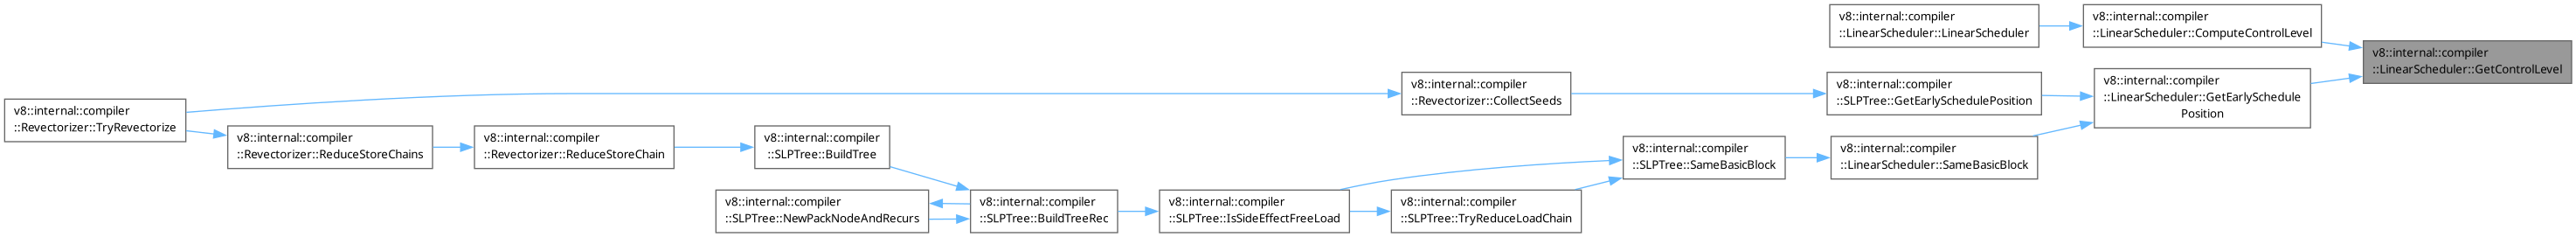 v8::internal::compiler
::LinearScheduler::LinearScheduler
v8::internal::compiler
::LinearScheduler::ComputeControlLevel
v8::internal::compiler
::LinearScheduler::GetControlLevel
v8::internal::compiler
::Revectorizer::TryRevectorize
v8::internal::compiler
::Revectorizer::CollectSeeds
v8::internal::compiler
::SLPTree::GetEarlySchedulePosition
v8::internal::compiler
::LinearScheduler::GetEarlySchedule
Position
v8::internal::compiler
::Revectorizer::ReduceStoreChains
v8::internal::compiler
::Revectorizer::ReduceStoreChain
v8::internal::compiler
::SLPTree::BuildTree
v8::internal::compiler
::SLPTree::SameBasicBlock
v8::internal::compiler
::LinearScheduler::SameBasicBlock
v8::internal::compiler
::SLPTree::NewPackNodeAndRecurs
v8::internal::compiler
::SLPTree::BuildTreeRec
v8::internal::compiler
::SLPTree::IsSideEffectFreeLoad
v8::internal::compiler
::SLPTree::TryReduceLoadChain